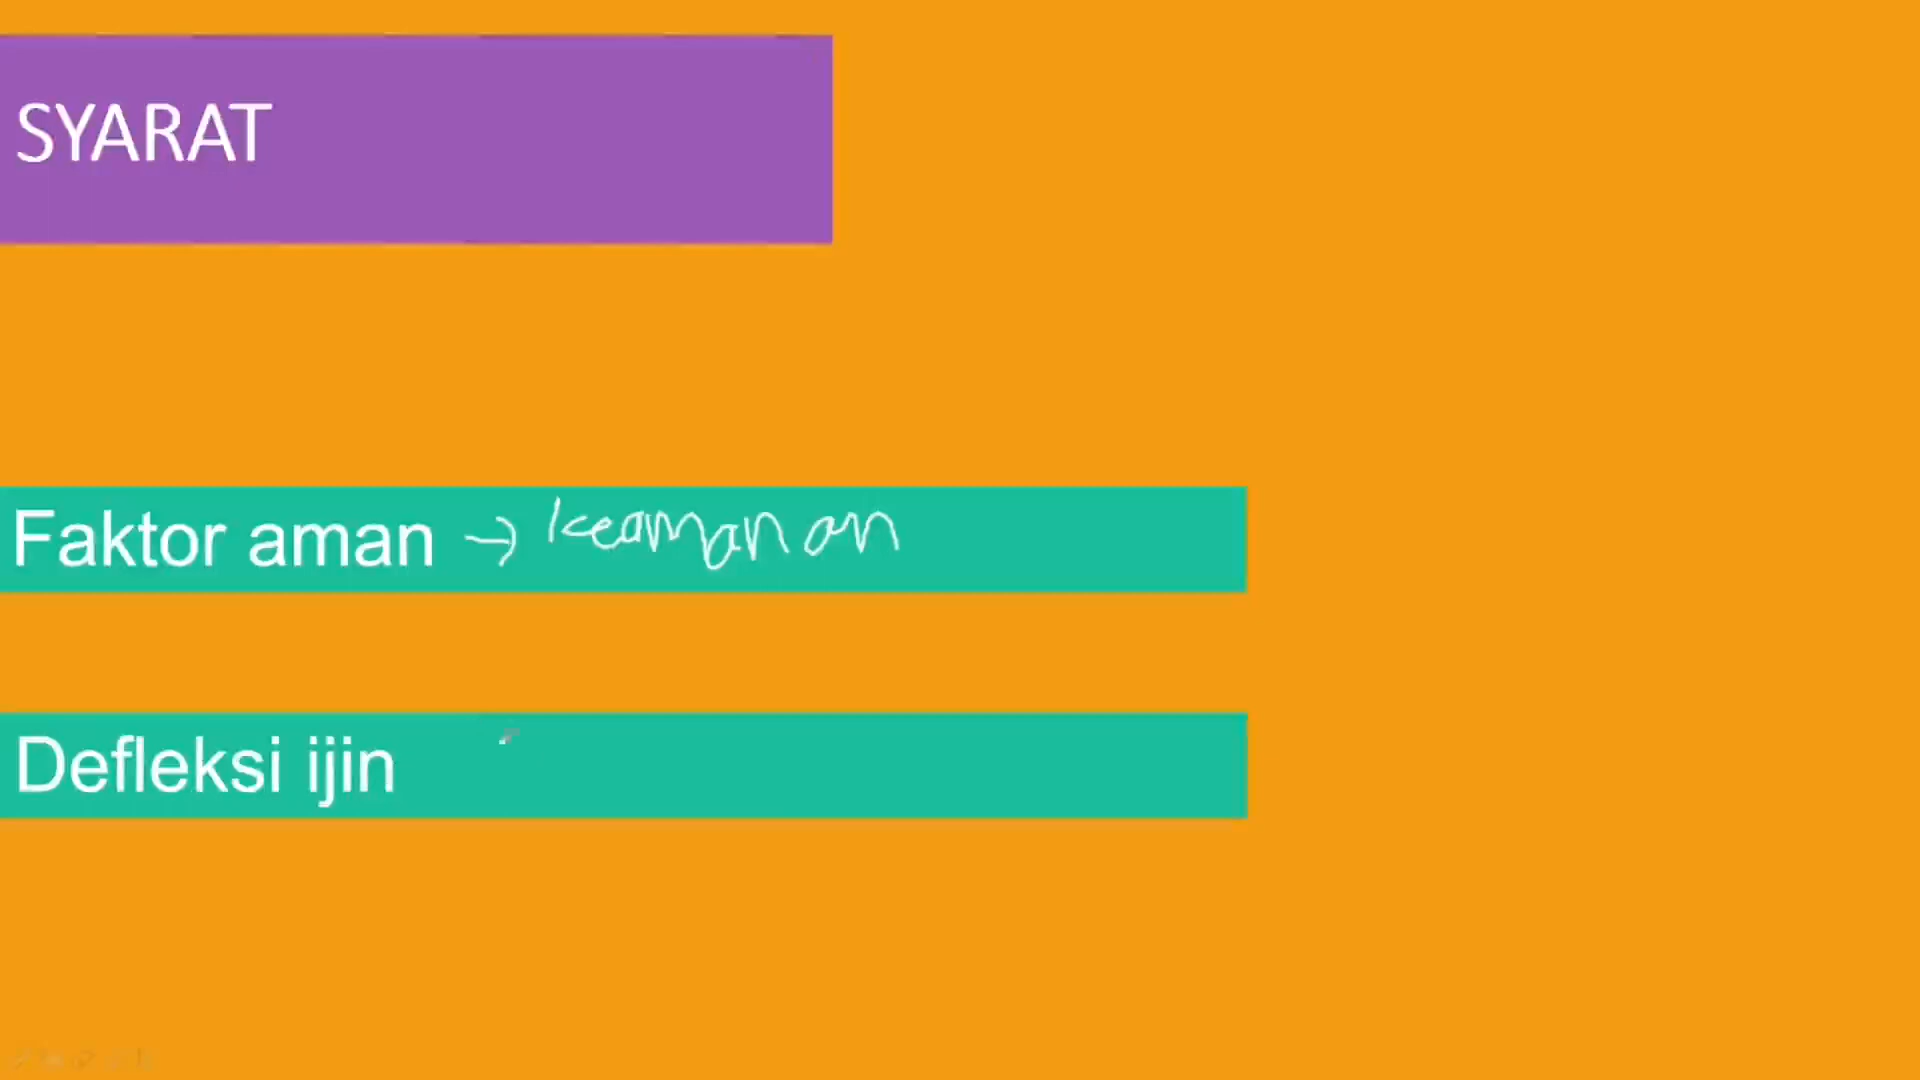 SYARAT
Faktor aman → keamanan
Defleksi ijin